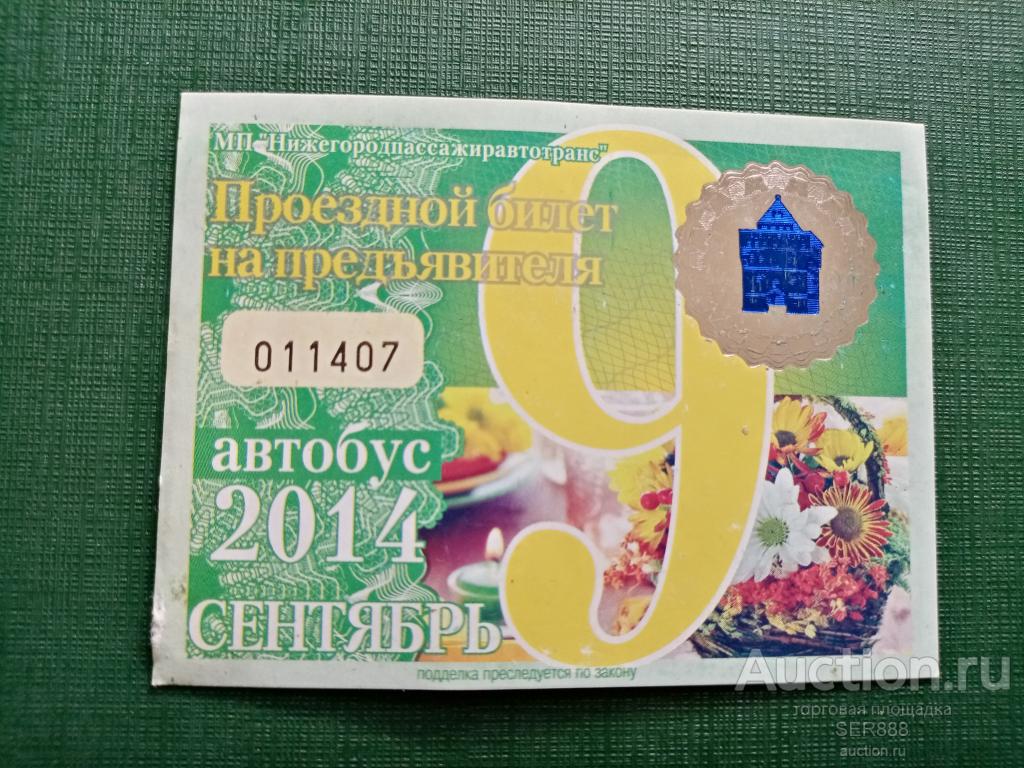 МП "Нижегородпассажиравтотранс"
Проездной билет
на предъявителя
9
011407
автобус
2014
СЕНТЯБРЬ
подделка преследуется по закону
Auction.ru
торговая площадка
SER888
auction.ru